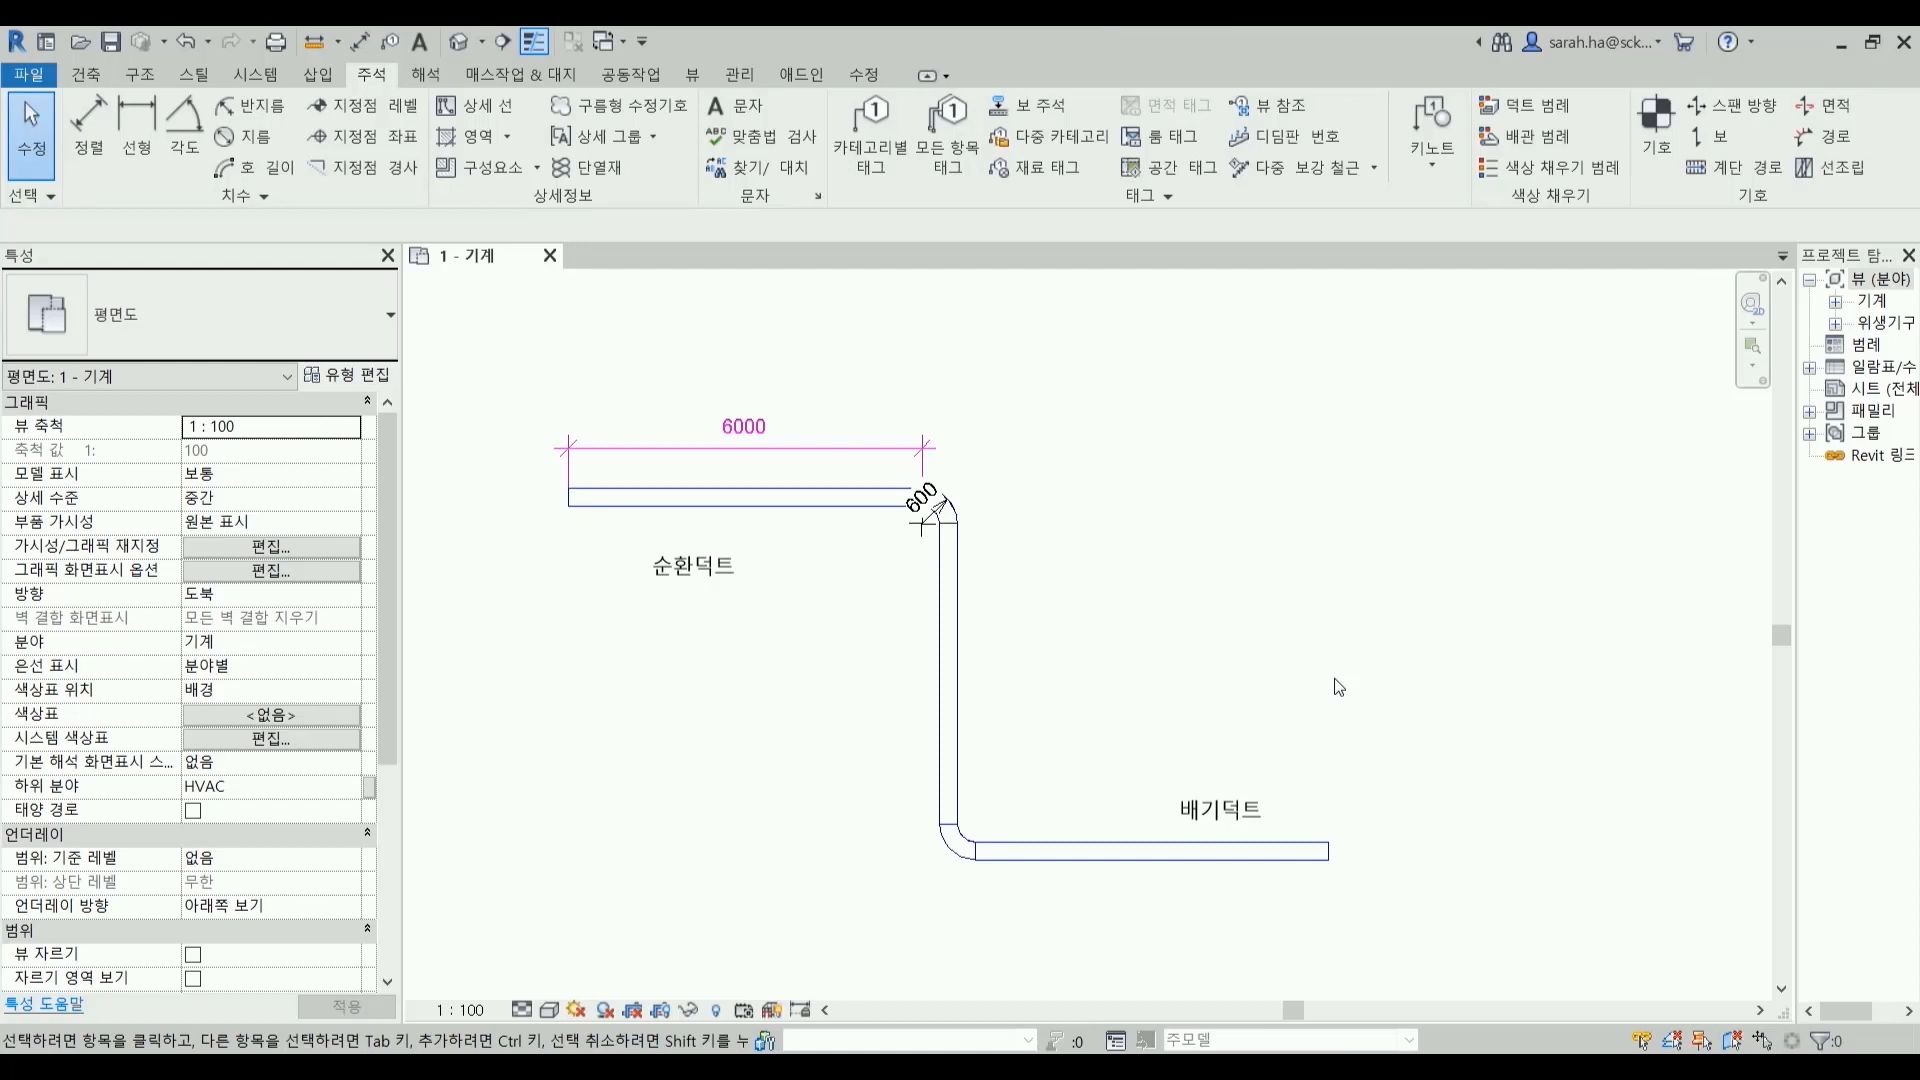 sarah.ha@sck...
파일 건축 구조 스틸 시스템 삽입 주석 해석 매스작업 & 대지 공동작업 뷰 관리 애드인 수정
수정
선택
정렬 선형 각도
반지름 지정점 레벨
지름 지정점 좌표
호 길이 지정점 경사
치수
상세 선 구름형 수정기호
영역 상세 그룹
구성요소 단열재
상세정보
A 문자
ABC 맞춤법 검사
찾기/ 대치
문자
카테고리별 태그
모든 항목 태그
보 주석 면적 태그 뷰 참조
다중 카테고리 룸 태그 디딤판 번호
재료 태그 공간 태그 다중 보강 철근
태그
키노트
덕트 범례
배관 범례
색상 채우기 범례
색상 채우기
기호
스팬 방향 면적
보 경로
계단 경로 선조립
기호
특성
평면도
평면도: 1 - 기계 유형 편집
그래픽
뷰 축척 1 : 100
축척 값 1: 100
모델 표시 보통
상세 수준 중간
부품 가시성 원본 표시
가시성/그래픽 재지정 편집...
그래픽 화면표시 옵션 편집...
방향 도북
벽 결합 화면표시 모든 벽 결합 지우기
분야 기계
은선 표시 분야별
색상표 위치 배경
색상표 <없음>
시스템 색상표 편집...
기본 해석 화면표시 스... 없음
하위 분야 HVAC
태양 경로
언더레이
범위: 기준 레벨 없음
범위: 상단 레벨 무한
언더레이 방향 아래쪽 보기
범위
뷰 자르기
자르기 영역 보기
특성 도움말 적용
1 - 기계
6000
600
순환덕트
배기덕트
프로젝트 탐...
뷰 (분야)
기계
위생기구
범례
일람표/수
시트 (전체
패밀리
그룹
Revit 링크
1 : 100
선택하려면 항목을 클릭하고, 다른 항목을 선택하려면 Tab 키, 추가하려면 Ctrl 키, 선택 취소하려면 Shift 키를 누
:0 주모델 :0